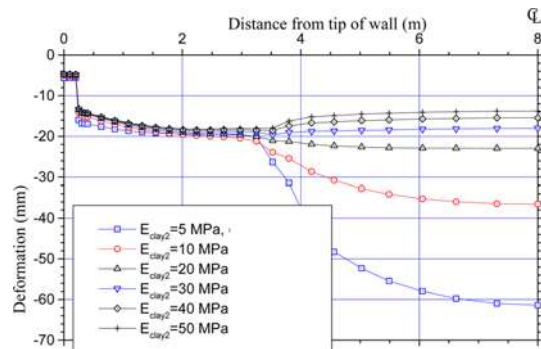 Distance from tip of wall (m)
℄
0 2 4 6 8
0
-10
-20
-30
-40
-50
-60
-70
Deformation (mm)
E_clay2=5 MPa, .
E_clay2=10 MPa
E_clay2=20 MPa
E_clay2=30 MPa
E_clay2=40 MPa
E_clay2=50 MPa